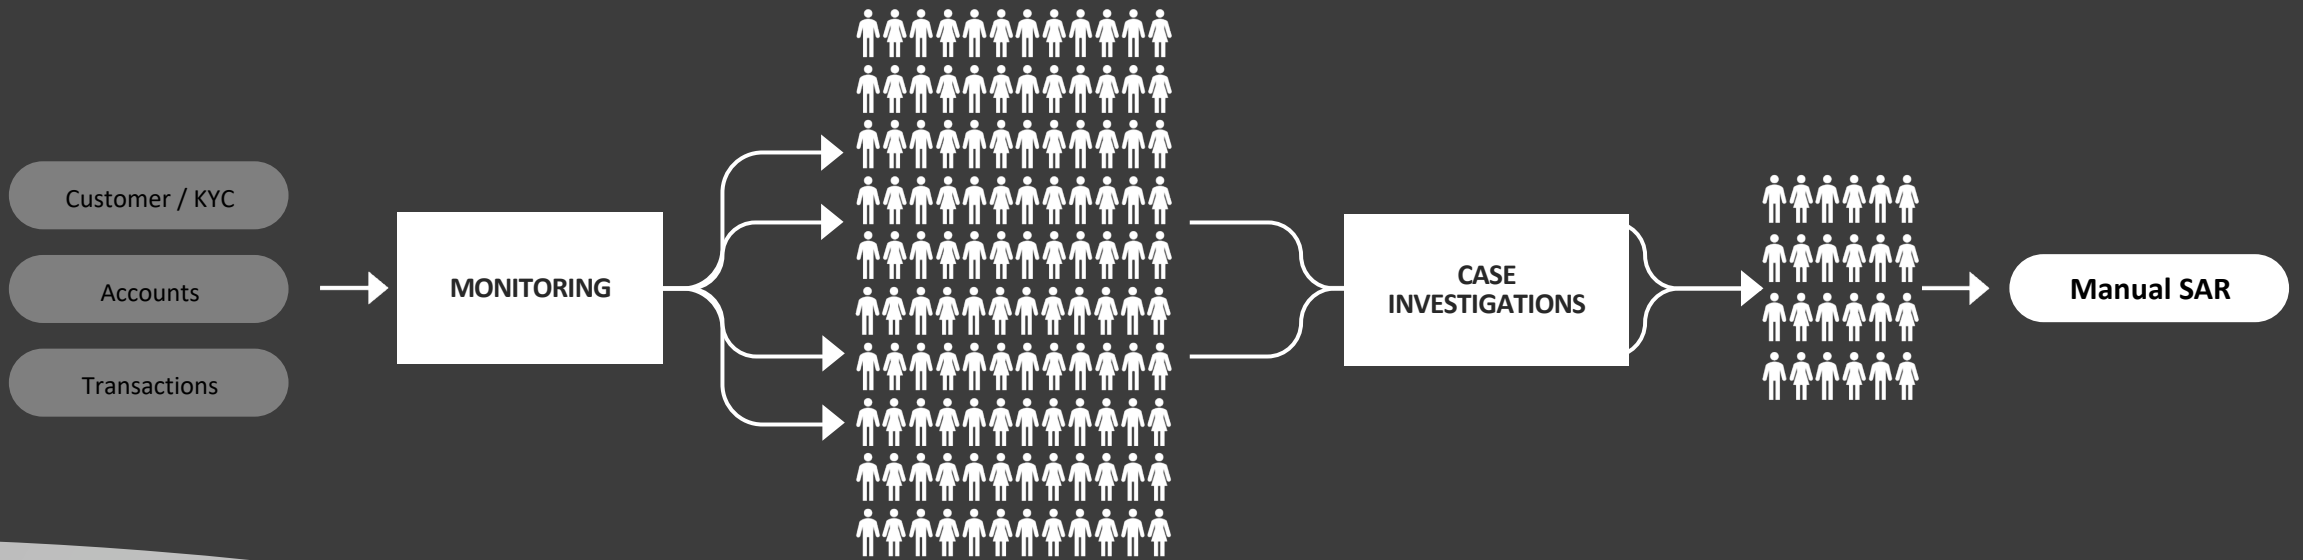 Customer / KYC
Accounts
Transactions
MONITORING
CASE
INVESTIGATIONS
Manual SAR